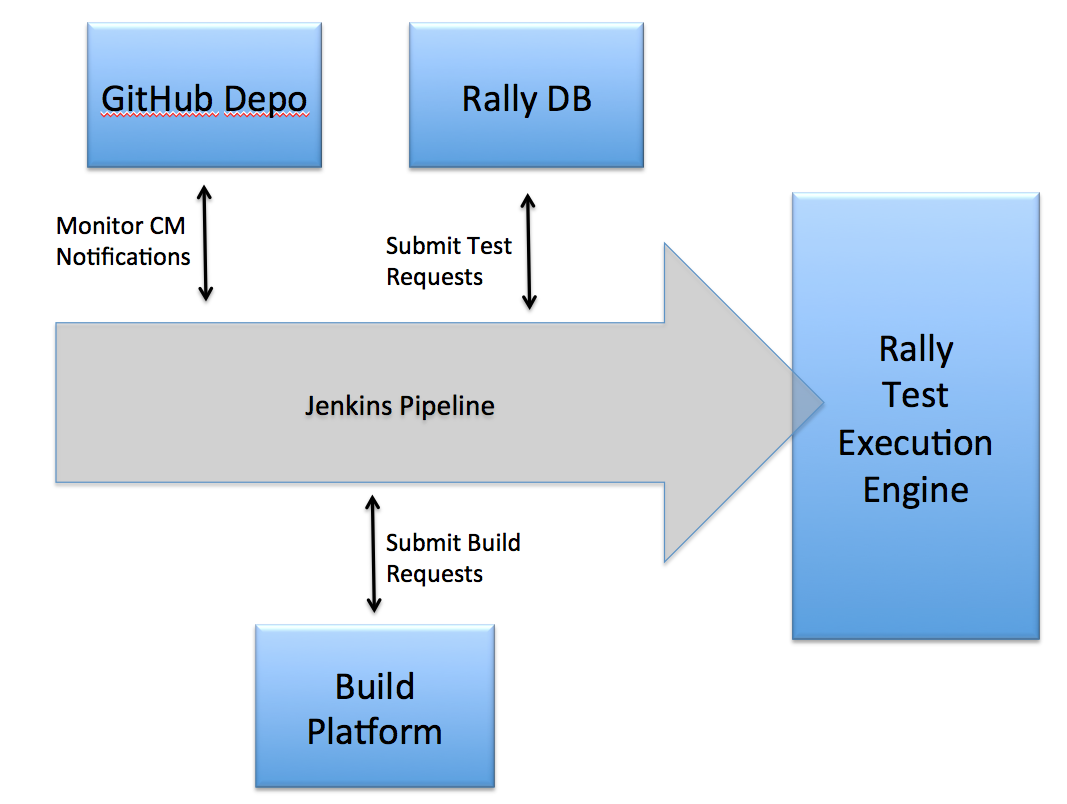 GitHub Depo
Rally DB
Monitor CM
Notifications
Submit Test
Requests
Jenkins Pipeline
Rally
Test
Execution
Engine
Submit Build
Requests
Build
Platform